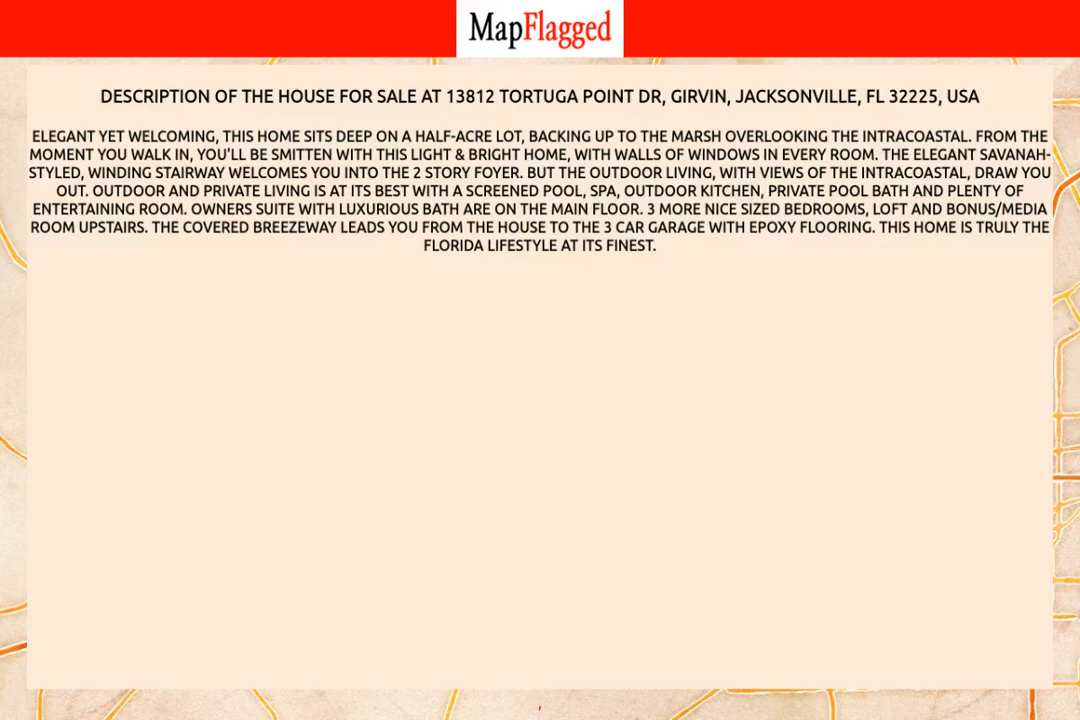 MapFlagged
DESCRIPTION OF THE HOUSE FOR SALE AT 13812 TORTUGA POINT DR, GIRVIN, JACKSONVILLE, FL 32225, USA
ELEGANT YET WELCOMING, THIS HOME SITS DEEP ON A HALF-ACRE LOT, BACKING UP TO THE MARSH OVERLOOKING THE INTRACOASTAL. FROM THE
MOMENT YOU WALK IN, YOU'LL BE SMITTEN WITH THIS LIGHT & BRIGHT HOME, WITH WALLS OF WINDOWS IN EVERY ROOM. THE ELEGANT SAVANAH-
STYLED, WINDING STAIRWAY WELCOMES YOU INTO THE 2 STORY FOYER. BUT THE OUTDOOR LIVING, WITH VIEWS OF THE INTRACOASTAL, DRAW YOU
OUT. OUTDOOR AND PRIVATE LIVING IS AT ITS BEST WITH A SCREENED POOL, SPA, OUTDOOR KITCHEN, PRIVATE POOL BATH AND PLENTY OF
ENTERTAINING ROOM. OWNERS SUITE WITH LUXURIOUS BATH ARE ON THE MAIN FLOOR. 3 MORE NICE SIZED BEDROOMS, LOFT AND BONUS/MEDIA
ROOM UPSTAIRS. THE COVERED BREEZEWAY LEADS YOU FROM THE HOUSE TO THE 3 CAR GARAGE WITH EPOXY FLOORING. THIS HOME IS TRULY THE
FLORIDA LIFESTYLE AT ITS FINEST.
,